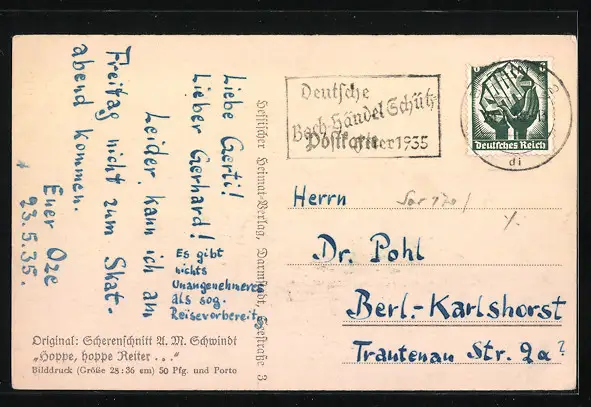 Liebe Gerti!
Lieber Gerhard!
Leider kann ich am
Freitag nicht zum Skat-
abend kommen.
Euer Oze
23.5.35.
Es gibt
nichts
Unangenehmeres
als sog.
Reisevorbereit.
Original: Scherenschnitt A. M. Schwindt
„Hoppe, hoppe Reiter . . .“
Bilddruck (Größe 28:36 cm) 50 Pfg. und Porto
Hessischer Heimat-Verlag, Darmstadt, 3
Deutsche
Bach-Händel-Schütz
1935
Deutsches Reich
di
Herrn
Dr. Pohl
Berl.-Karlshorst
Trautenau Str. 2a?